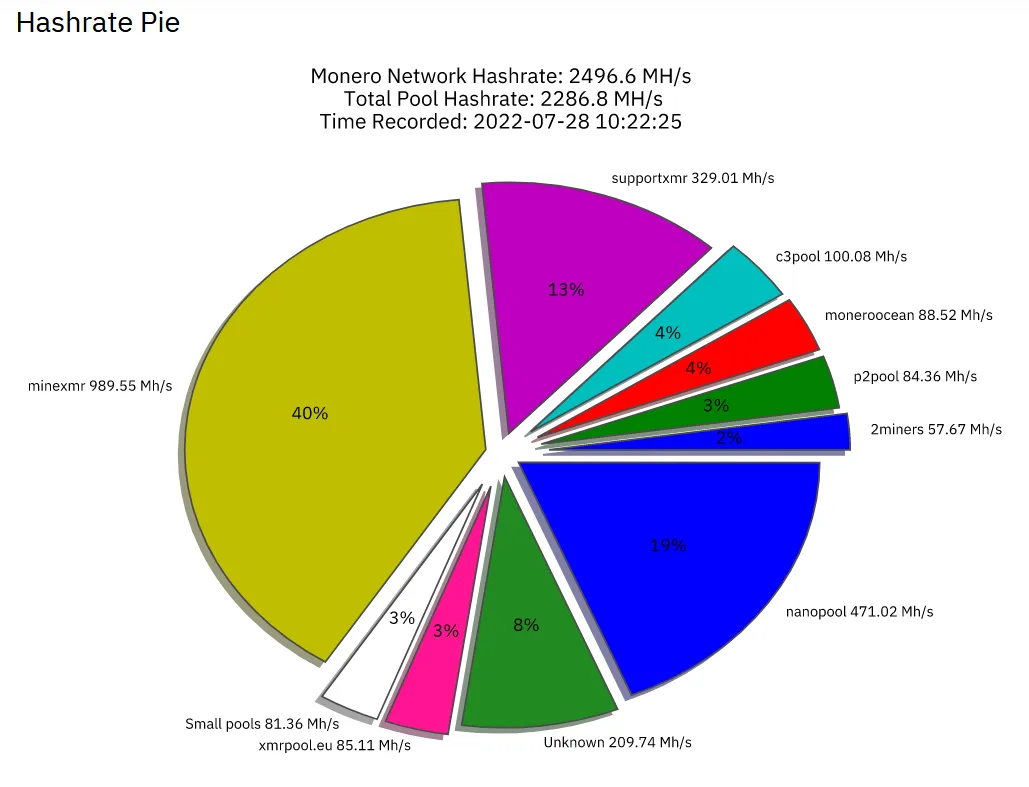 Hashrate Pie
Monero Network Hashrate: 2496.6 MH/s
Total Pool Hashrate: 2286.8 MH/s
Time Recorded: 2022-07-28 10:22:25
supportxmr 329.01 Mh/s
13%
c3pool 100.08 Mh/s
4%
moneroocean 88.52 Mh/s
4%
p2pool 84.36 Mh/s
3%
2miners 57.67 Mh/s
2%
minexmr 989.55 Mh/s
40%
19%
nanopool 471.02 Mh/s
3%
3%
8%
Small pools 81.36 Mh/s
xmrpool.eu 85.11 Mh/s
Unknown 209.74 Mh/s